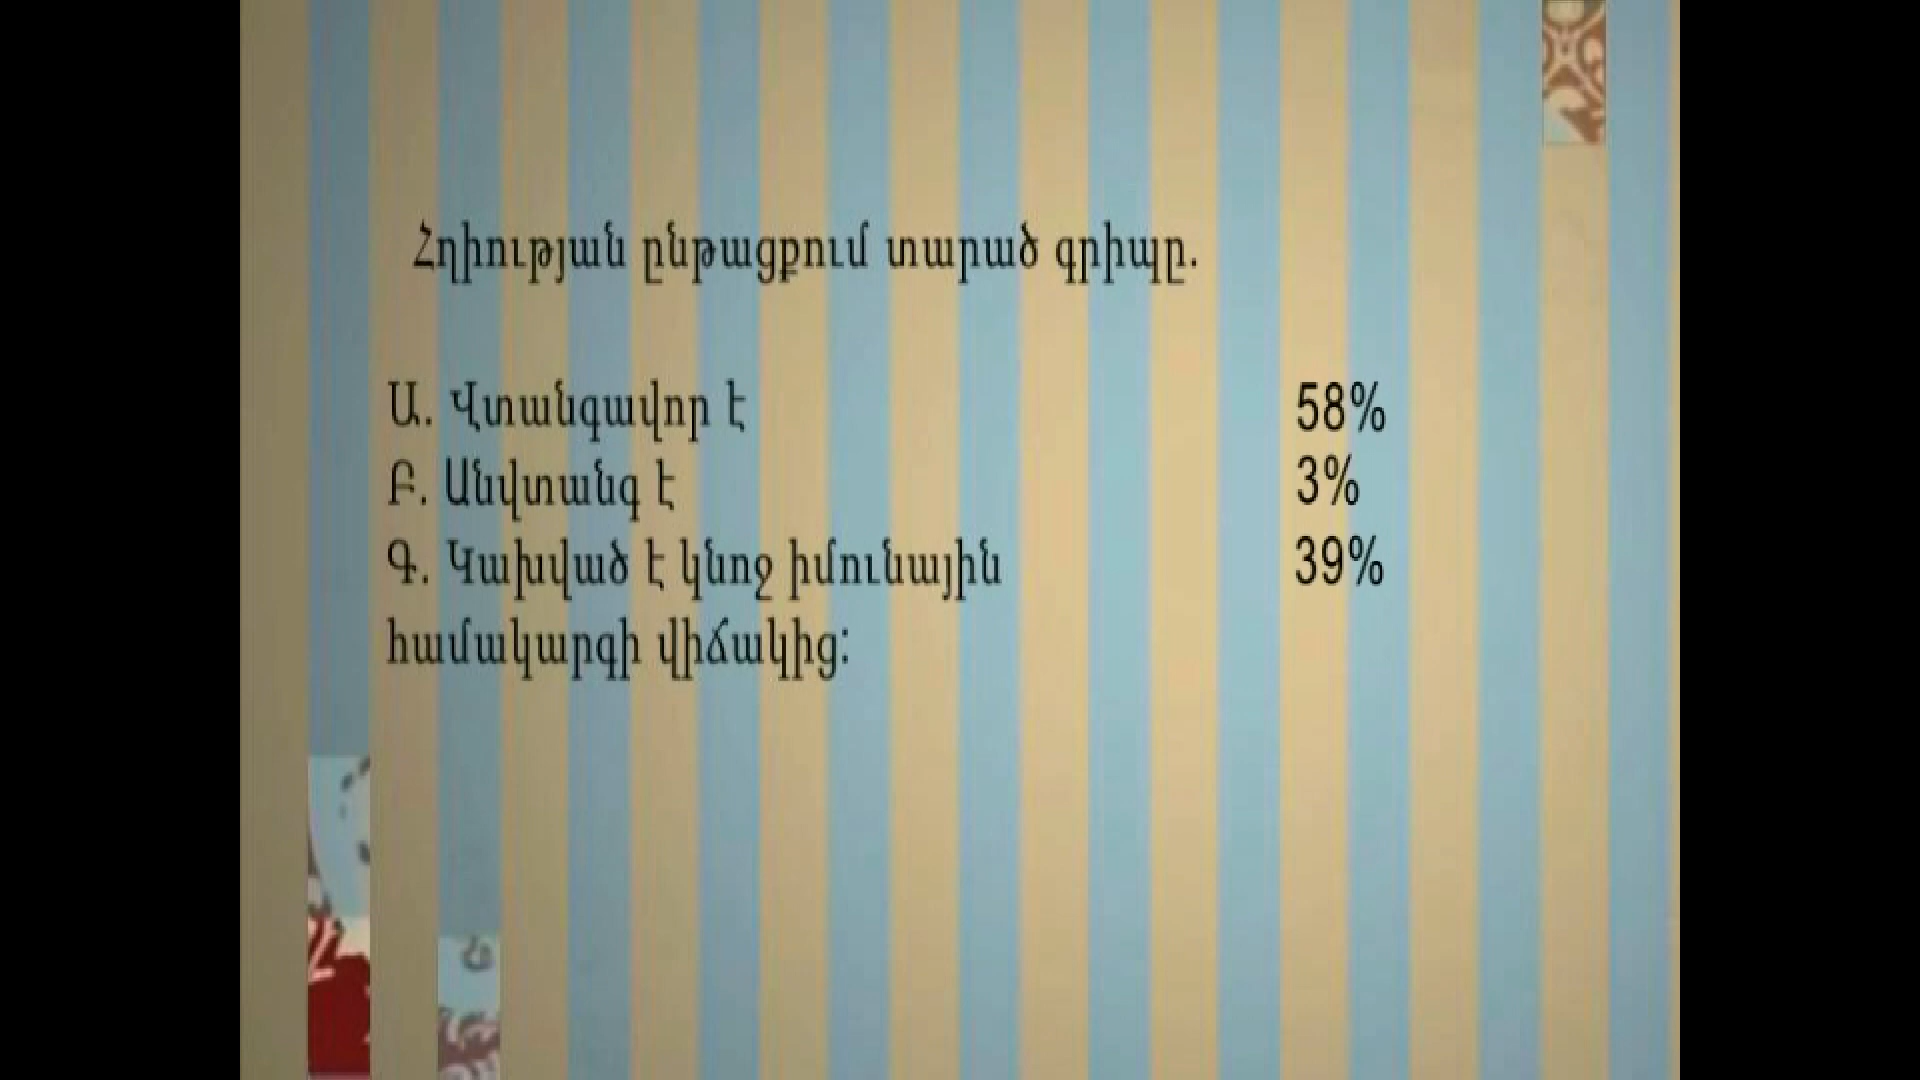 Հղիության ընթացքում տարած գրիպը.
Ա. Վտանգավոր է 58%
Բ. Անվտանգ է 3%
Գ. Կախված է կնոջ իմունային 39%
համակարգի վիճակից: